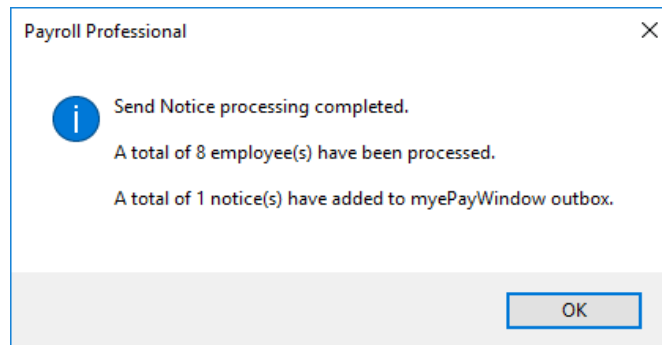 Payroll Professional
Send Notice processing completed.
A total of 8 employee(s) have been processed.
A total of 1 notice(s) have added to myePayWindow outbox.
OK